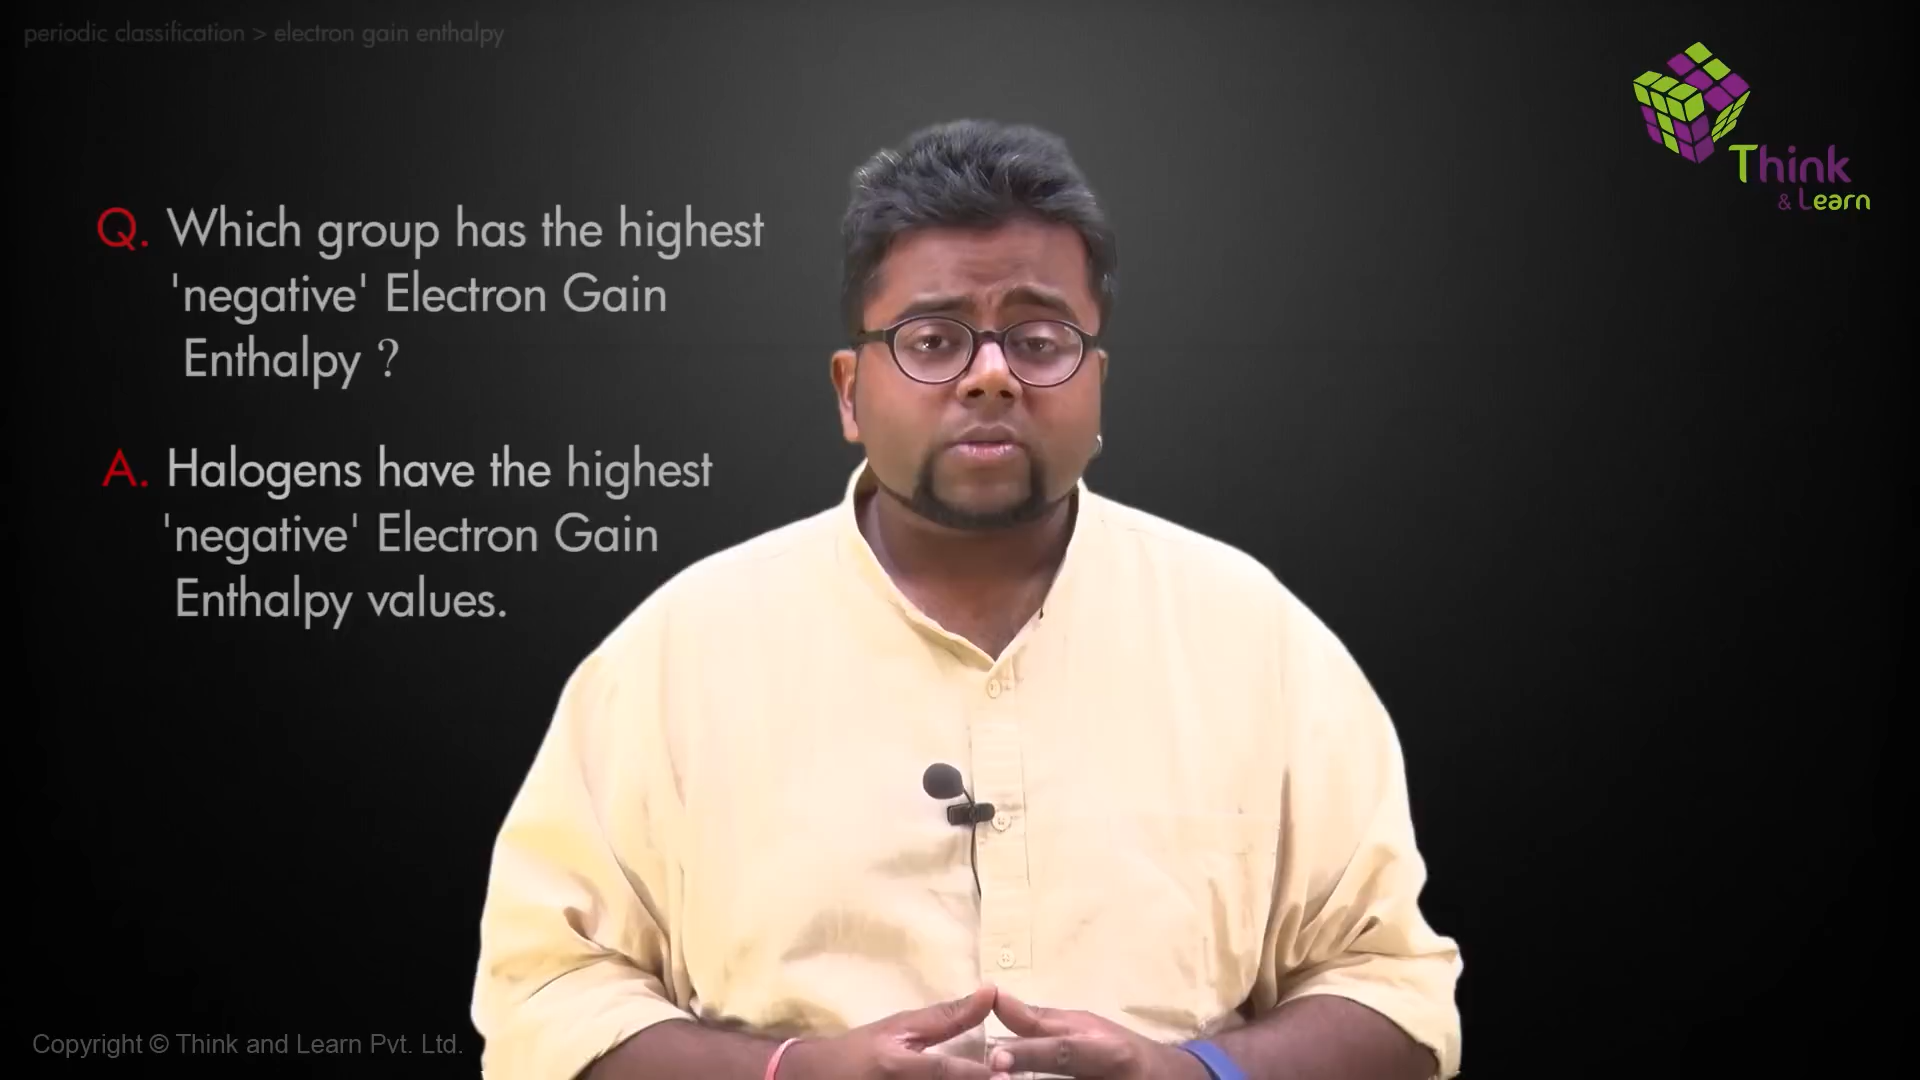 periodic classification > electron gain enthalpy
Think
& Learn
Q. Which group has the highest
'negative' Electron Gain
Enthalpy ?
A. Halogens have the highest
'negative' Electron Gain
Enthalpy values.
Copyright © Think and Learn Pvt. Ltd.